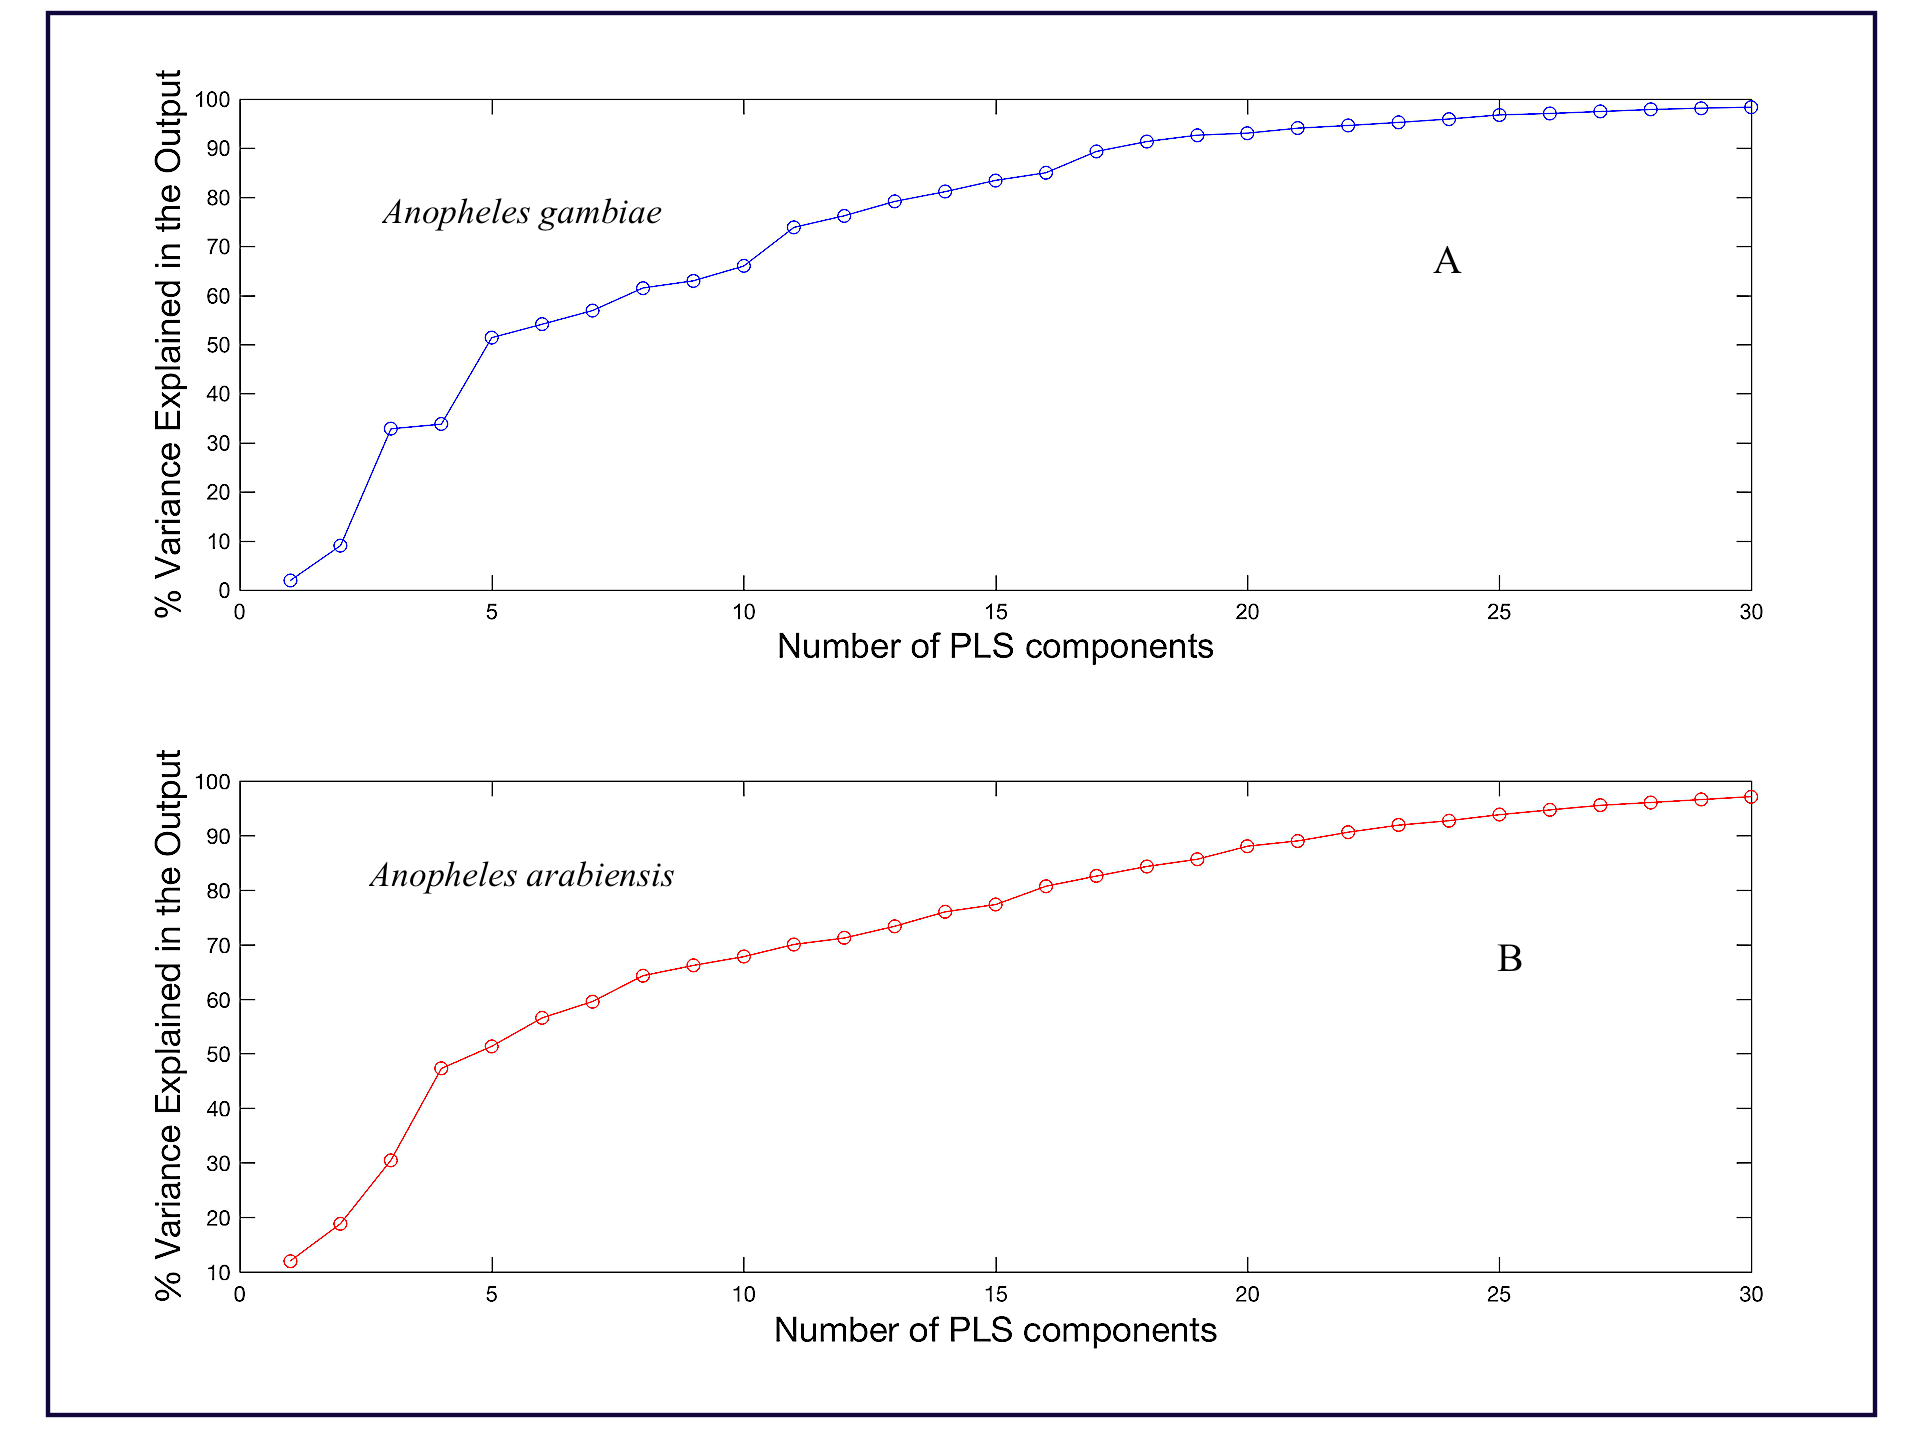 % Variance Explained in the Output
100
90
80
70
60
50
40
30
20
10
0
Anopheles gambiae
A
0 5 10 15 20 25 30
Number of PLS components
% Variance Explained in the Output
100
90
80
70
60
50
40
30
20
10
Anopheles arabiensis
B
0 5 10 15 20 25 30
Number of PLS components